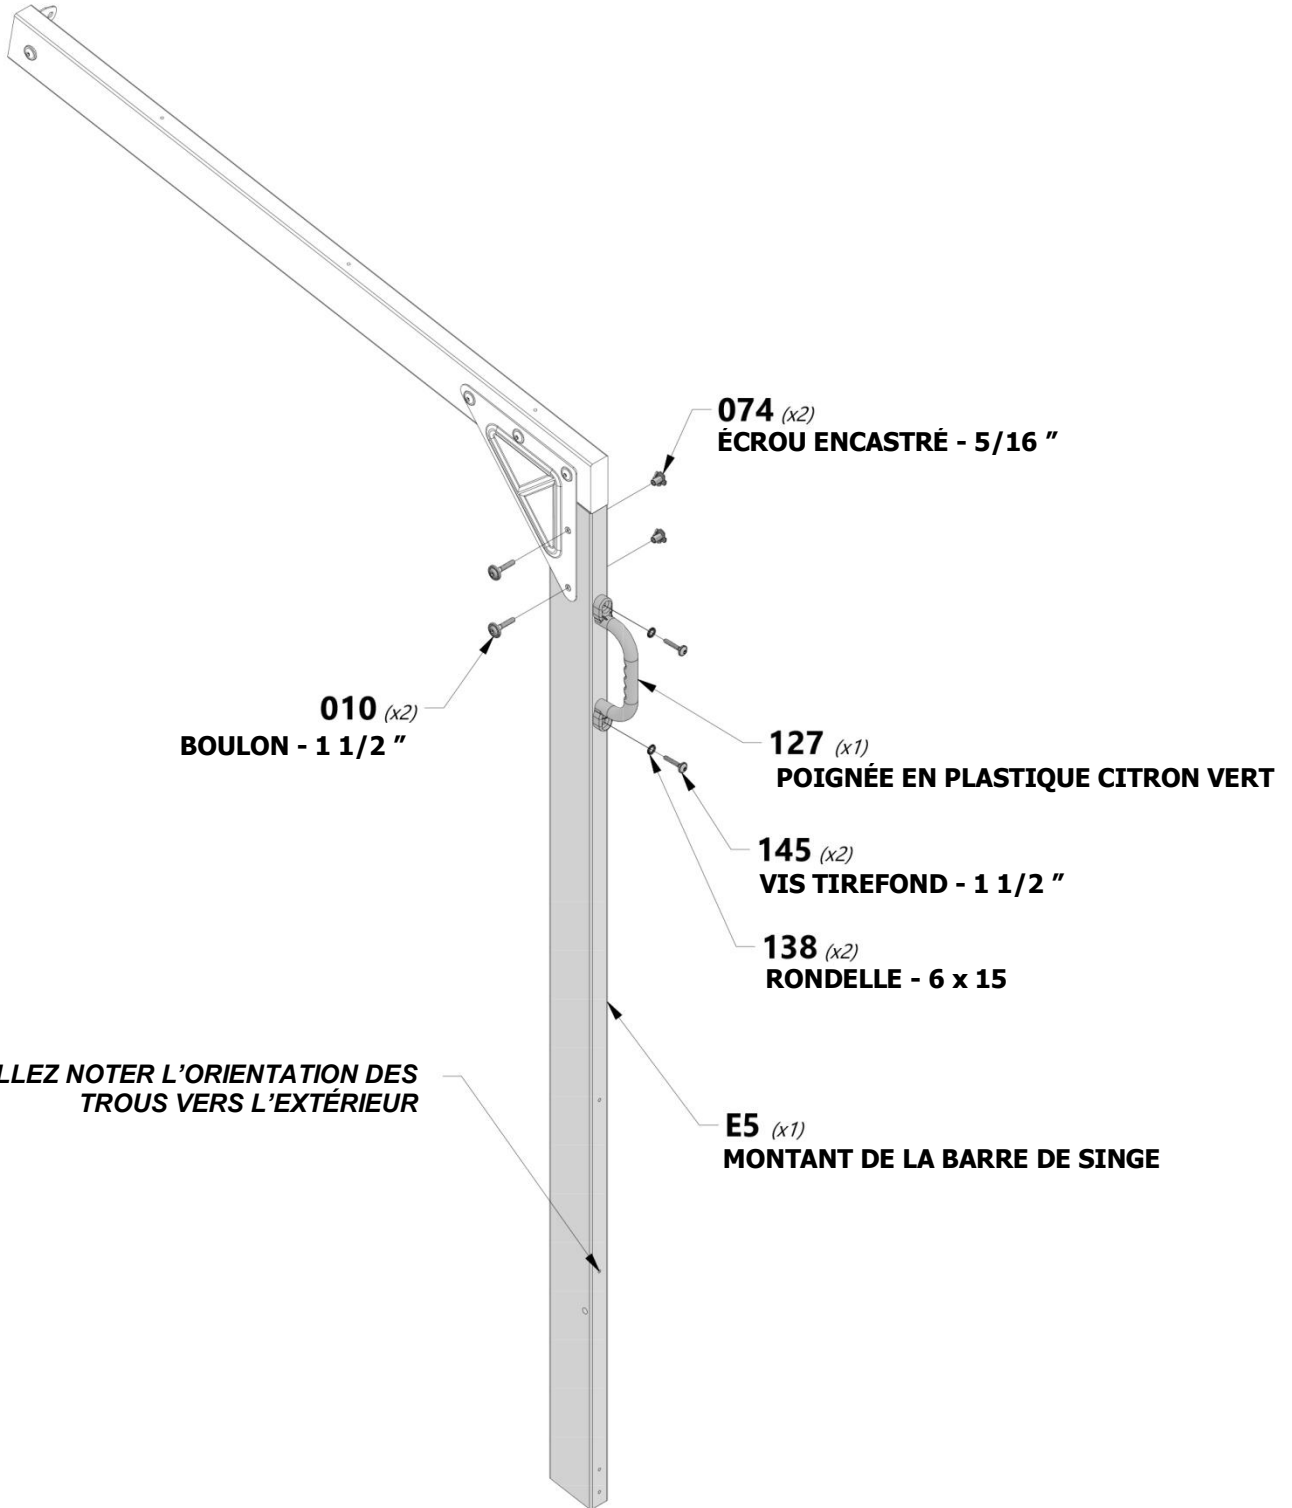 074 (x2)
ÉCROU ENCASTRÉ - 5/16 ”
010 (x2)
BOULON - 1 1/2 ”
127 (x1)
POIGNÉE EN PLASTIQUE CITRON VERT
145 (x2)
VIS TIREFOND - 1 1/2 ”
138 (x2)
RONDELLE - 6 x 15
LLEZ NOTER L’ORIENTATION DES
TROUS VERS L’EXTÉRIEUR
E5 (x1)
MONTANT DE LA BARRE DE SINGE